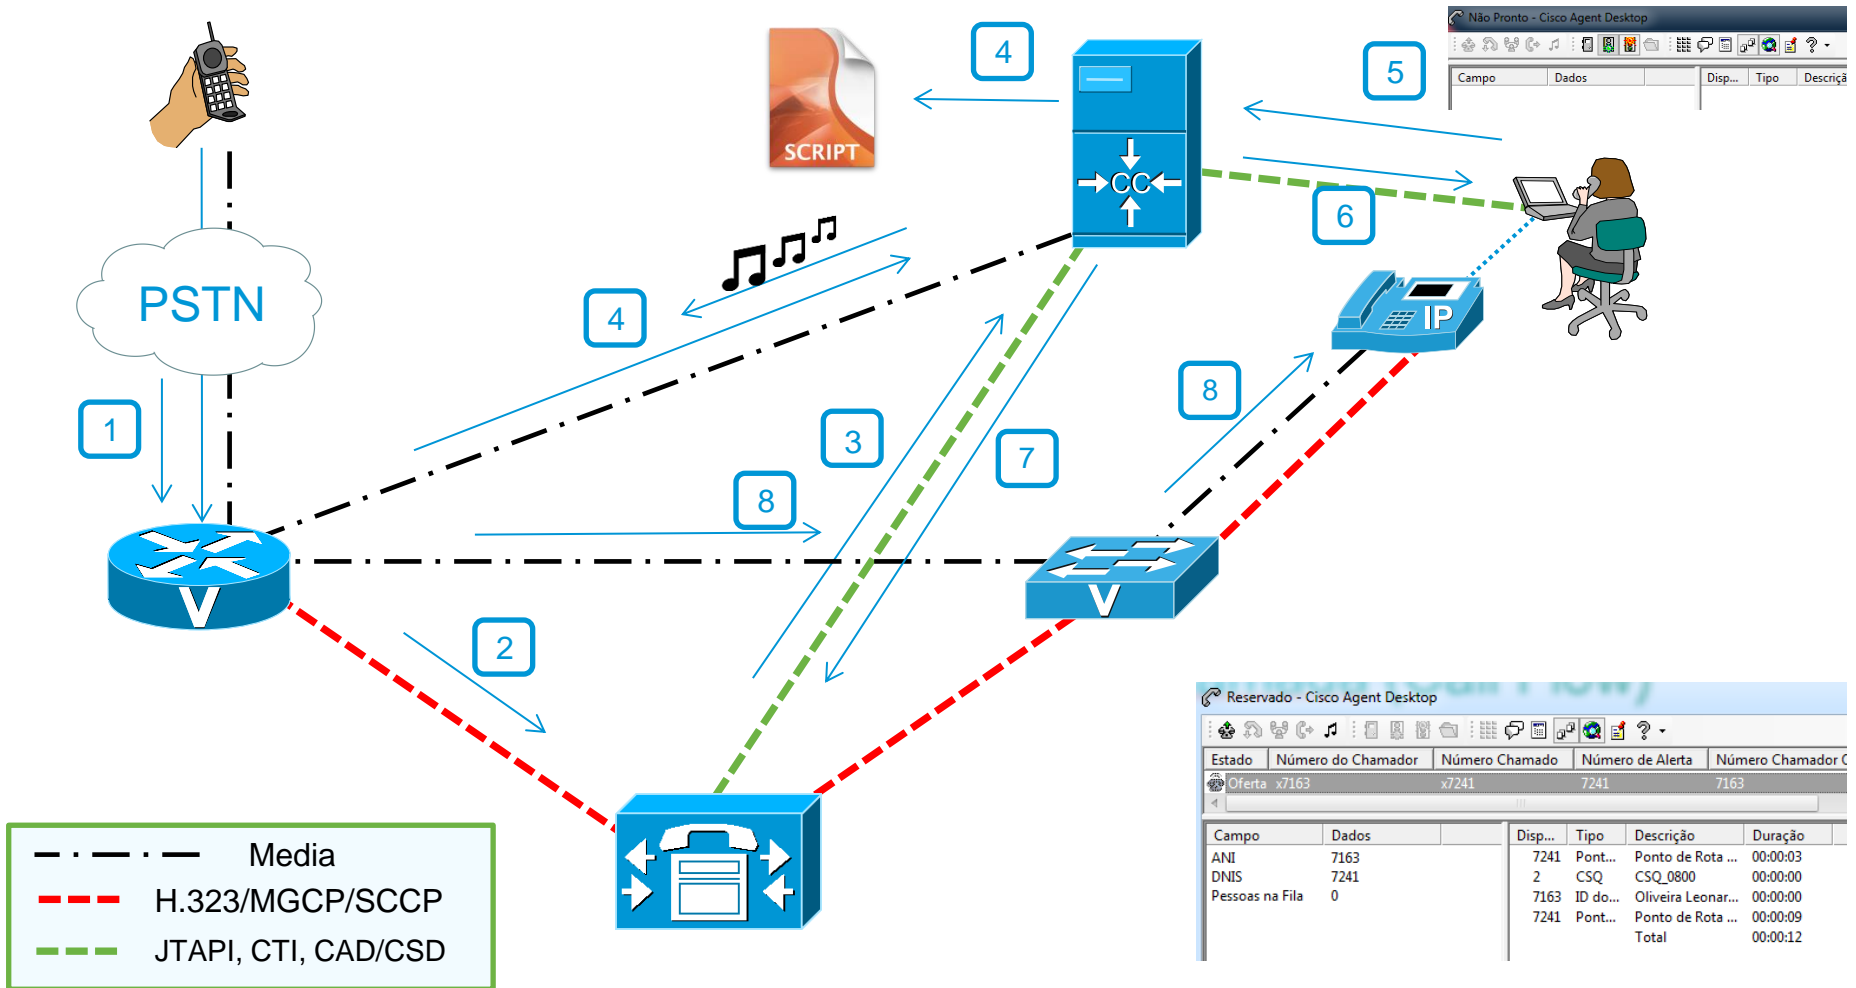 Não Pronto - Cisco Agent Desktop
Campo Dados Disp... Tipo Descriçã
4
5
SCRIPT
CC
6
PSTN
4
IP
8
1
3
7
8
V
V
2
Reservado - Cisco Agent Desktop
Estado Número do Chamador Número Chamado Número de Alerta Número Chamador
Oferta x7163 x7241 7241 7163
Campo Dados Disp... Tipo Descrição Duração
ANI 7163 7241 Pont... Ponto de Rota ... 00:00:03
DNIS 7241 2 CSQ CSQ_0800 00:00:00
Pessoas na Fila 0 7163 ID do... Oliveira Leonar... 00:00:00
7241 Pont... Ponto de Rota ... 00:00:09
Total 00:00:12
Media
H.323/MGCP/SCCP
JTAPI, CTI, CAD/CSD